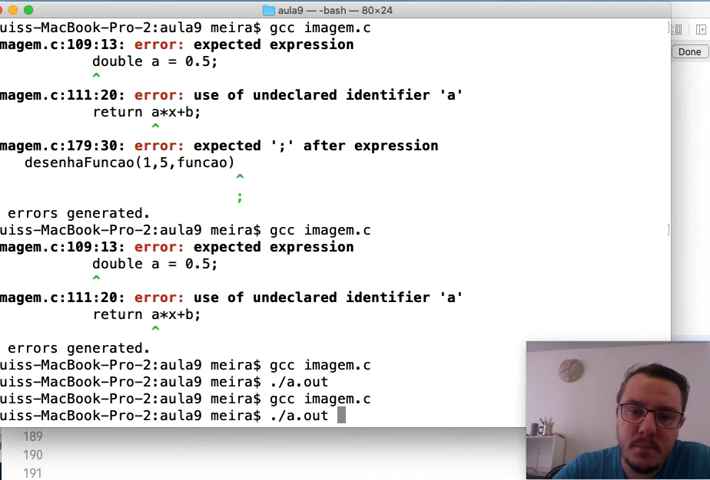 aula9 — -bash — 80×24
Done
uiss-MacBook-Pro-2:aula9 meira$ gcc imagem.c
magem.c:109:13: error: expected expression
double a = 0.5;
^
magem.c:111:20: error: use of undeclared identifier 'a'
return a*x+b;
^
magem.c:179:30: error: expected ';' after expression
desenhaFuncao(1,5,funcao)
^
;
errors generated.
uiss-MacBook-Pro-2:aula9 meira$ gcc imagem.c
magem.c:109:13: error: expected expression
double a = 0.5;
^
magem.c:111:20: error: use of undeclared identifier 'a'
return a*x+b;
^
errors generated.
uiss-MacBook-Pro-2:aula9 meira$ gcc imagem.c
uiss-MacBook-Pro-2:aula9 meira$ ./a.out
uiss-MacBook-Pro-2:aula9 meira$ gcc imagem.c
uiss-MacBook-Pro-2:aula9 meira$ ./a.out
189
190
191